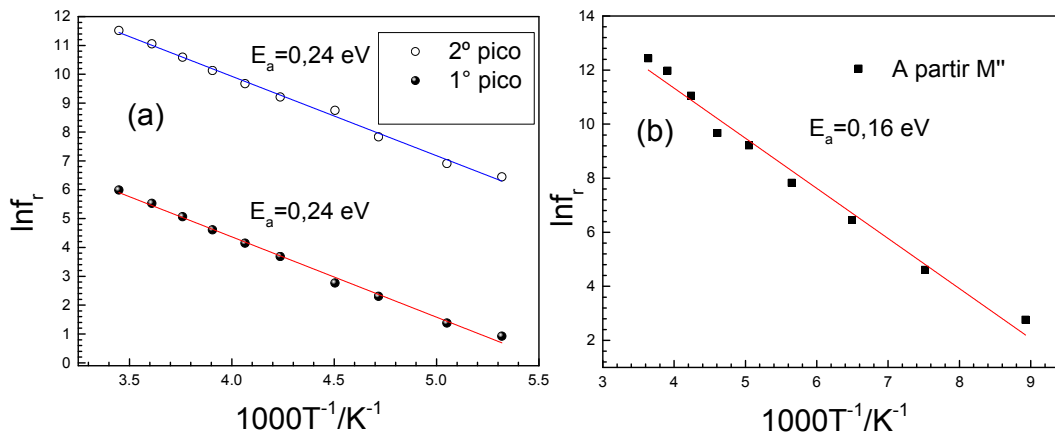 12
11
10
9
8
7
6
5
4
3
2
1
0
lnf_r
(a)
E_a=0,24 eV
2º pico
1° pico
E_a=0,24 eV
3.5 4.0 4.5 5.0 5.5
1000T^-1/K^-1
14
12
10
8
6
4
2
lnf_r
(b)
A partir M"
E_a=0,16 eV
3 4 5 6 7 8 9
1000T^-1/K^-1